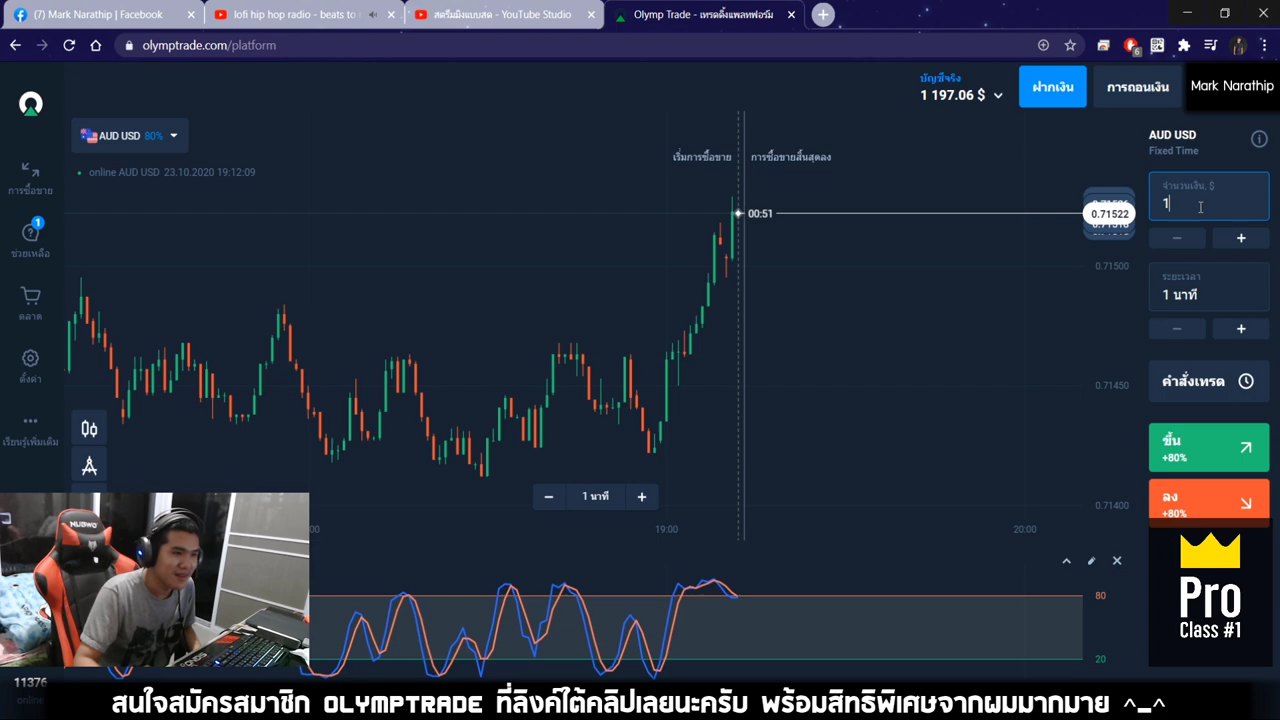 (7) Mark Narathip | Facebook
lofi hip hop radio - beats to r
สตรีมมิงแบบสด - YouTube Studio
Olymp Trade - เทรดดิ้งแพลทฟอร์ม
olymptrade.com/platform
6
บัญชีจริง
1 197.06 $
ฝากเงิน
การถอนเงิน
Mark Narathip
AUD USD 80%
online AUD USD 23.10.2020 19:12:09
เริ่มการซื้อขาย
การซื้อขายสิ้นสุดลง
AUD USD
Fixed Time
จำนวนเงิน, $
1
การซื้อขาย
1
ช่วยเหลือ
ตลาด
ตั้งค่า
เรียนรู้เพิ่มเติม
00:51
0.71522
0.71500
0.71450
0.71400
ระยะเวลา
1 นาที
คำสั่งเทรด
ขึ้น
+80%
ลง
+80%
1 นาที
:00
19:00
20:00
80
20
NUBWO
Pro
Class #1
11376
online
สนใจสมัครสมาชิก OLYMPTRADE ที่ลิงค์ใต้คลิปเลยนะครับ พร้อมสิทธิพิเศษจากผมมากมาย ^_^